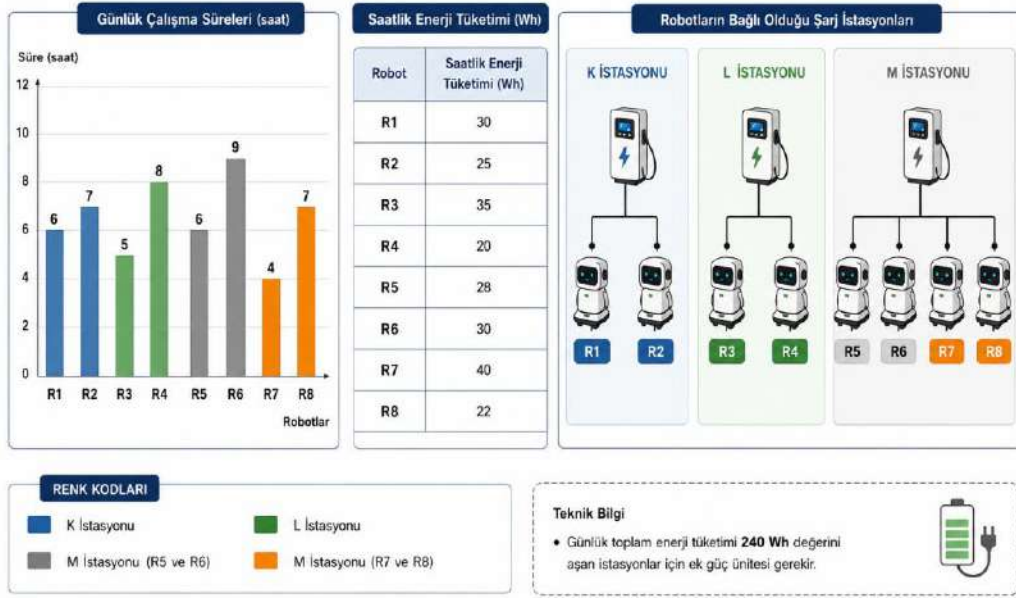 Günlük Çalışma Süreleri (saat)
Süre (saat)
12
10
8
6
4
2
0
6
7
5
8
6
9
4
7
R1 R2 R3 R4 R5 R6 R7 R8
Robotlar
Saatlik Enerji Tüketimi (Wh)
Robot
Saatlik Enerji
Tüketimi (Wh)
R1 30
R2 25
R3 35
R4 20
R5 28
R6 30
R7 40
R8 22
Robotların Bağlı Olduğu Şarj İstasyonları
K İSTASYONU
L İSTASYONU
M İSTASYONU
R1 R2 R3 R4 R5 R6 R7 R8
RENK KODLARI
K İstasyonu
L İstasyonu
M İstasyonu (R5 ve R6)
M İstasyonu (R7 ve R8)
Teknik Bilgi
• Günlük toplam enerji tüketimi 240 Wh değerini
aşan istasyonlar için ek güç ünitesi gerekir.